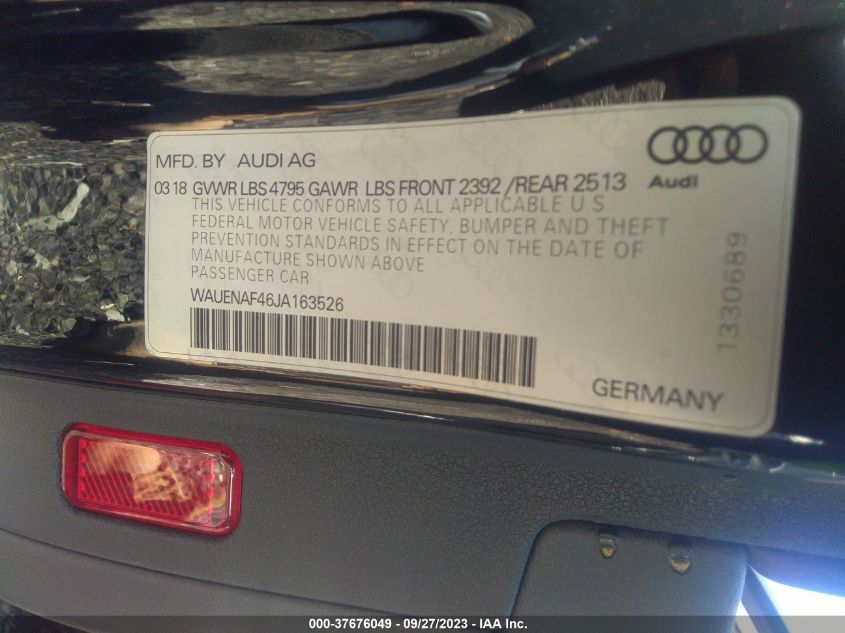 MFD. BY AUDI AG
Audi
03 18 GVWR LBS 4795 GAWR LBS FRONT 2392 /REAR 2513
THIS VEHICLE CONFORMS TO ALL APPLICABLE U.S.
FEDERAL MOTOR VEHICLE SAFETY, BUMPER AND THEFT
PREVENTION STANDARDS IN EFFECT ON THE DATE OF
MANUFACTURE SHOWN ABOVE
PASSENGER CAR
WAUENAF46JA163526
1330689
GERMANY
000-37676049 - 09/27/2023 - IAA Inc.